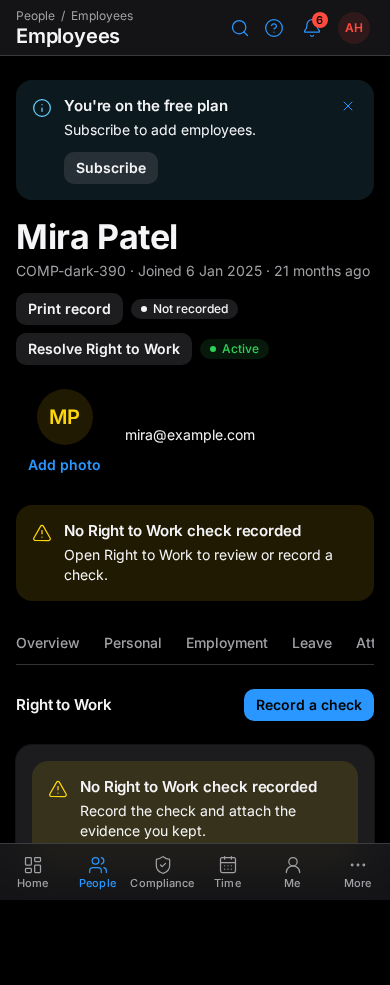 People / Employees
Employees
6
AH
You're on the free plan
Subscribe to add employees.
Subscribe
Mira Patel
COMP-dark-390 · Joined 6 Jan 2025 · 21 months ago
Print record
Not recorded
Resolve Right to Work
Active
MP
mira@example.com
Add photo
No Right to Work check recorded
Open Right to Work to review or record a
check.
Overview Personal Employment Leave Att
Right to Work
Record a check
No Right to Work check recorded
Record the check and attach the
evidence you kept.
Home People Compliance Time Me More